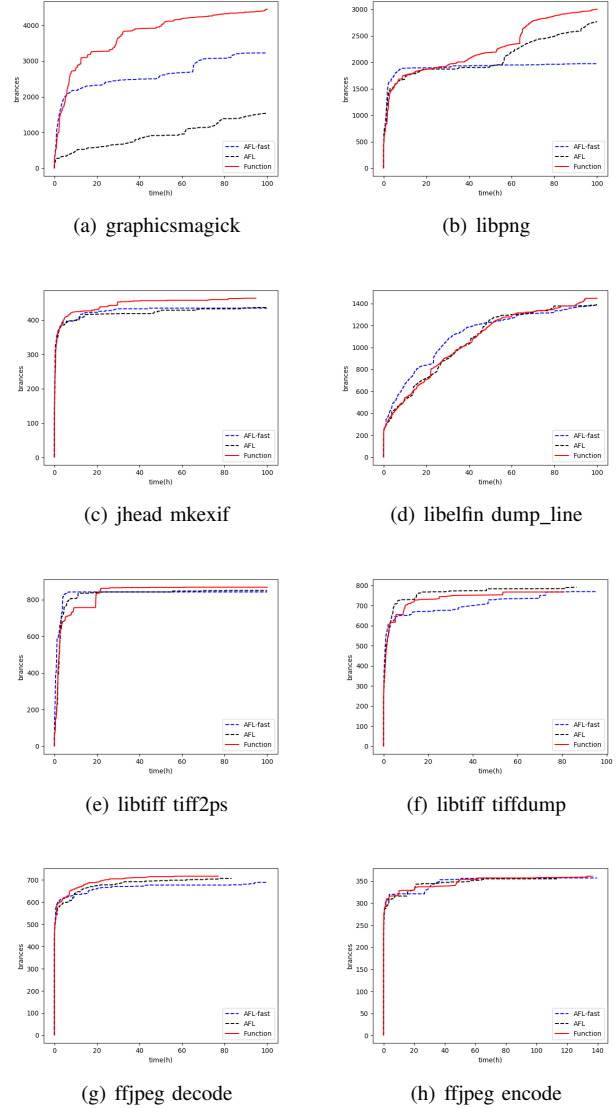 4000
3000
2000
1000
0
brances
0 20 40 60 80 100
time(h)
AFL-fast
AFL
Function
(a) graphicsmagick
3000
2500
2000
1500
1000
500
0
brances
0 20 40 60 80 100
time(h)
AFL-fast
AFL
Function
(b) libpng
400
300
200
100
0
brances
0 20 40 60 80 100
time(h)
AFL-fast
AFL
Function
(c) jhead mkexif
1400
1200
1000
800
600
400
200
0
brances
0 20 40 60 80 100
time(h)
AFL-fast
AFL
Function
(d) libelfin dump_line
800
600
400
200
0
brances
0 20 40 60 80 100
time(h)
AFL-fast
AFL
Function
(e) libtiff tiff2ps
800
700
600
500
400
300
200
100
0
brances
0 20 40 60 80 100
time(h)
AFL-fast
AFL
Function
(f) libtiff tiffdump
700
600
500
400
300
200
100
0
brances
0 20 40 60 80 100
time(h)
AFL-fast
AFL
Function
(g) ffjpeg decode
350
300
250
200
150
100
50
0
brances
0 20 40 60 80 100 120 140
time(h)
AFL-fast
AFL
Function
(h) ffjpeg encode